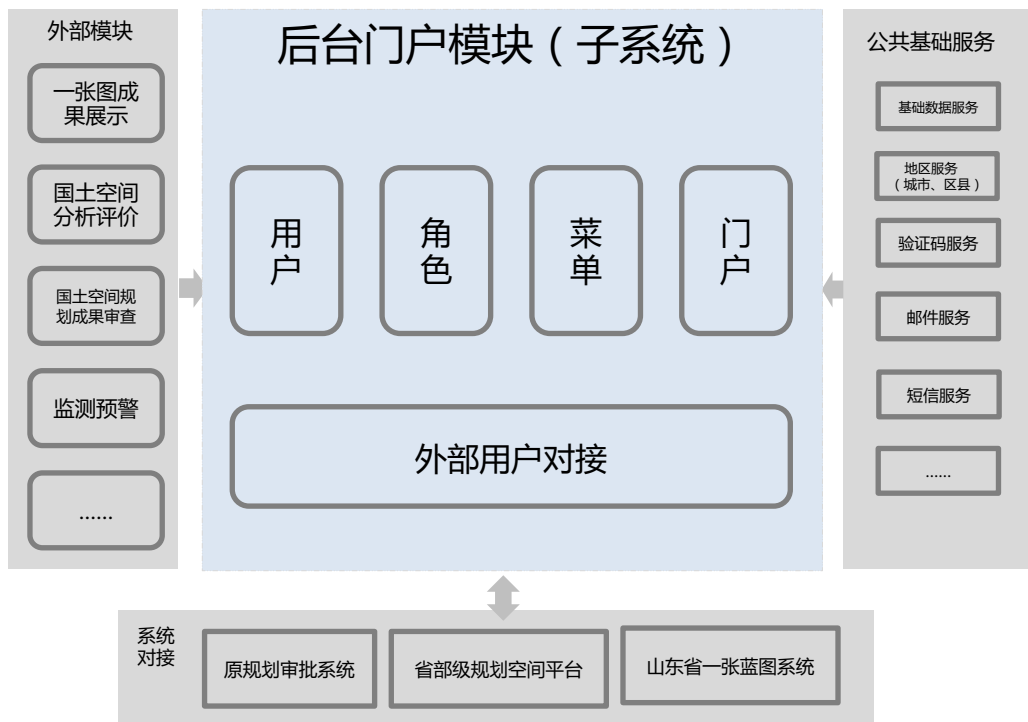 外部模块
一张图成
果展示
国土空间
分析评价
国土空间规
划成果审查
监测预警
......
后台门户模块（子系统）
用
户
角
色
菜
单
门
户
外部用户对接
公共基础服务
基础数据服务
地区服务
（城市、区县）
验证码服务
邮件服务
短信服务
......
系统
对接
原规划审批系统
省部级规划空间平台
山东省一张蓝图系统